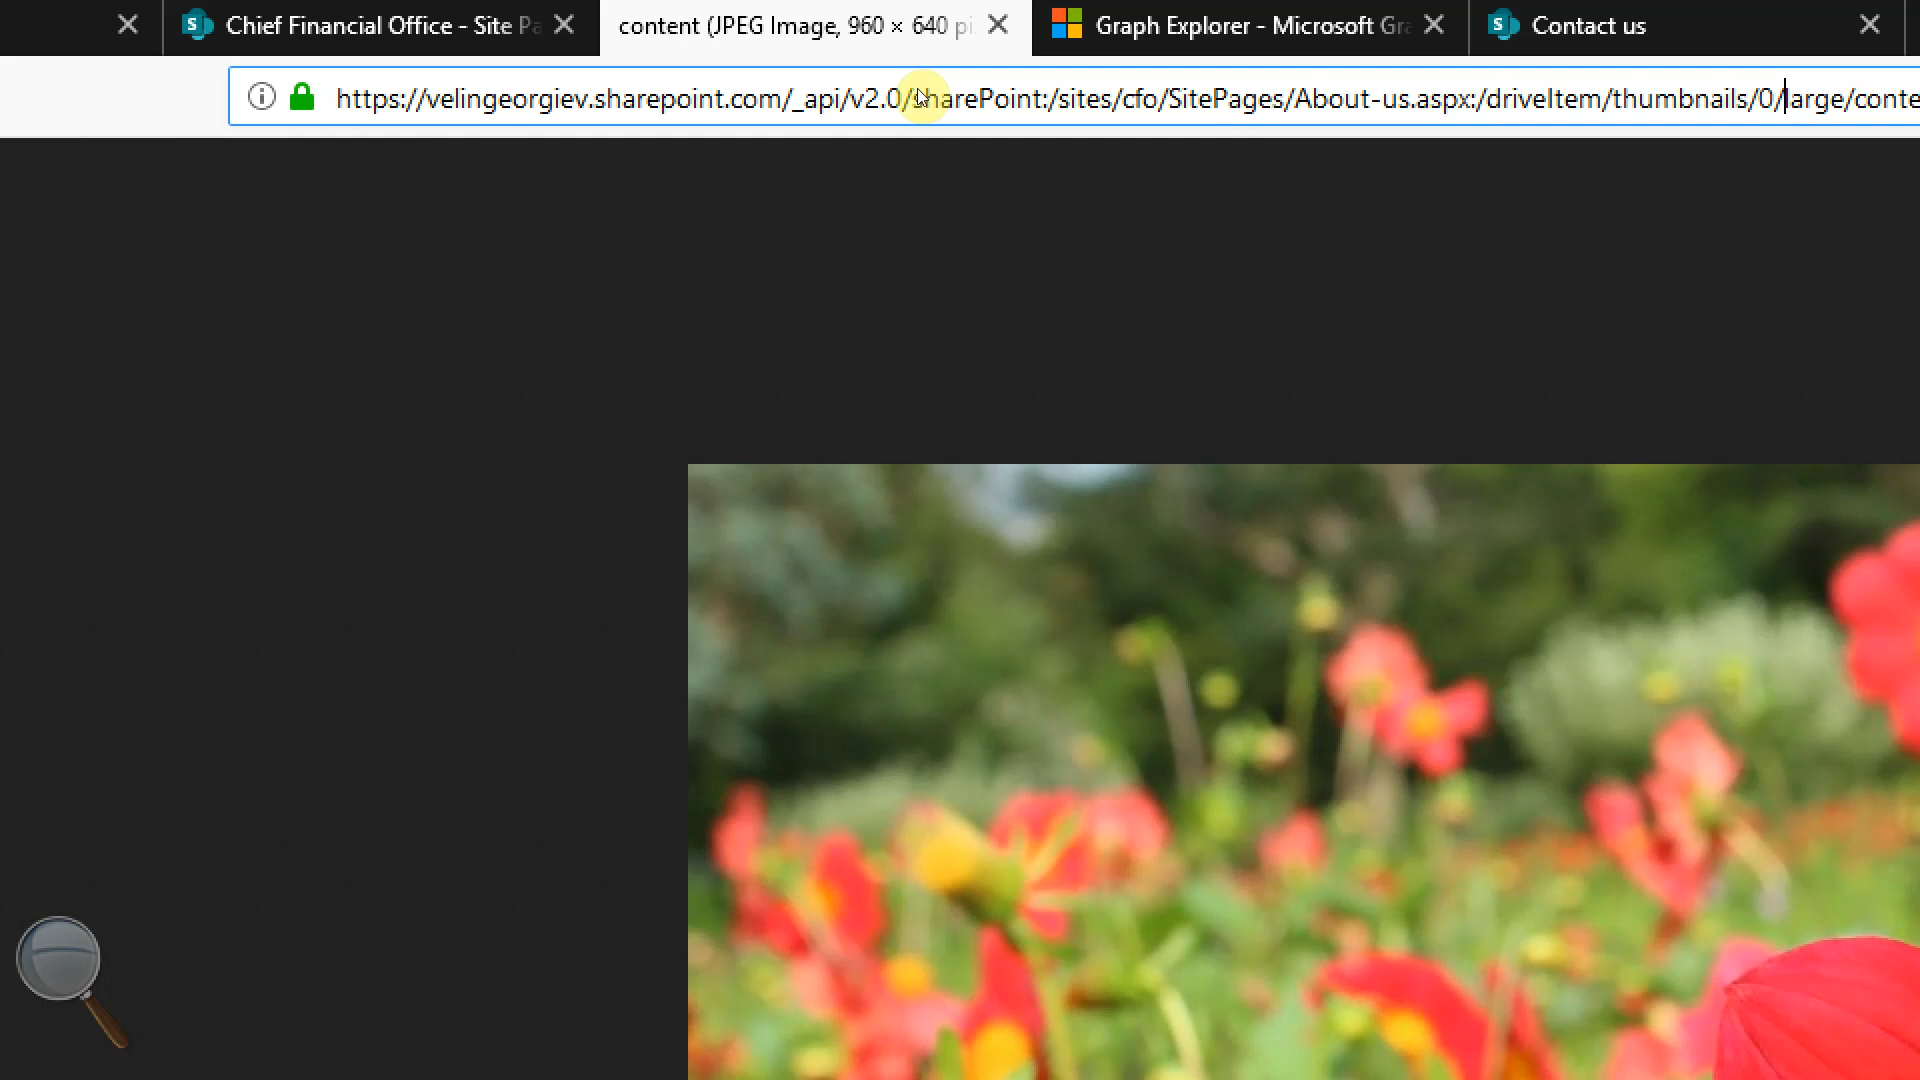 Chief Financial Office - Site Pa
content (JPEG Image, 960 × 640 pi
Graph Explorer - Microsoft Gra
Contact us
https://velingeorgiev.sharepoint.com/_api/v2.0/sharePoint:/sites/cfo/SitePages/About-us.aspx:/driveItem/thumbnails/0/large/conte